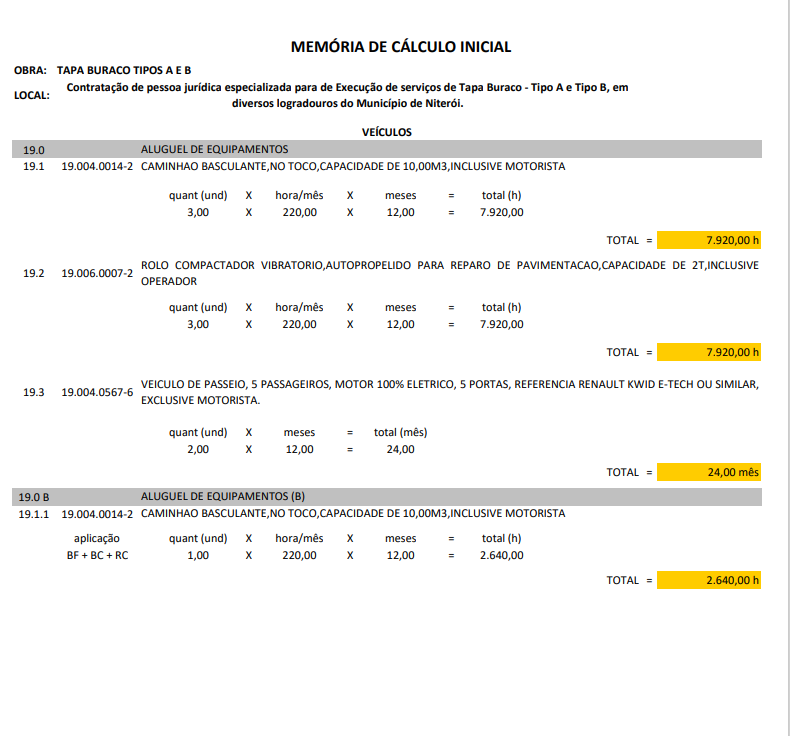 MEMÓRIA DE CÁLCULO INICIAL
OBRA: TAPA BURACO TIPOS A E B
LOCAL: Contratação de pessoa jurídica especializada para de Execução de serviços de Tapa Buraco - Tipo A e Tipo B, em
diversos logradouros do Município de Niterói.
VEÍCULOS
19.0 ALUGUEL DE EQUIPAMENTOS
19.1 19.004.0014-2 CAMINHAO BASCULANTE,NO TOCO,CAPACIDADE DE 10,00M3,INCLUSIVE MOTORISTA
quant (und) X hora/mês X meses = total (h)
3,00 X 220,00 X 12,00 = 7.920,00
TOTAL = 7.920,00 h
19.2 19.006.0007-2 ROLO COMPACTADOR VIBRATORIO,AUTOPROPELIDO PARA REPARO DE PAVIMENTACAO,CAPACIDADE DE 2T,INCLUSIVE
OPERADOR
quant (und) X hora/mês X meses = total (h)
3,00 X 220,00 X 12,00 = 7.920,00
TOTAL = 7.920,00 h
19.3 19.004.0567-6 VEICULO DE PASSEIO, 5 PASSAGEIROS, MOTOR 100% ELETRICO, 5 PORTAS, REFERENCIA RENAULT KWID E-TECH OU SIMILAR,
EXCLUSIVE MOTORISTA.
quant (und) X meses = total (mês)
2,00 X 12,00 = 24,00
TOTAL = 24,00 mês
19.0 B ALUGUEL DE EQUIPAMENTOS (B)
19.1.1 19.004.0014-2 CAMINHAO BASCULANTE,NO TOCO,CAPACIDADE DE 10,00M3,INCLUSIVE MOTORISTA
aplicação quant (und) X hora/mês X meses = total (h)
BF + BC + RC 1,00 X 220,00 X 12,00 = 2.640,00
TOTAL = 2.640,00 h